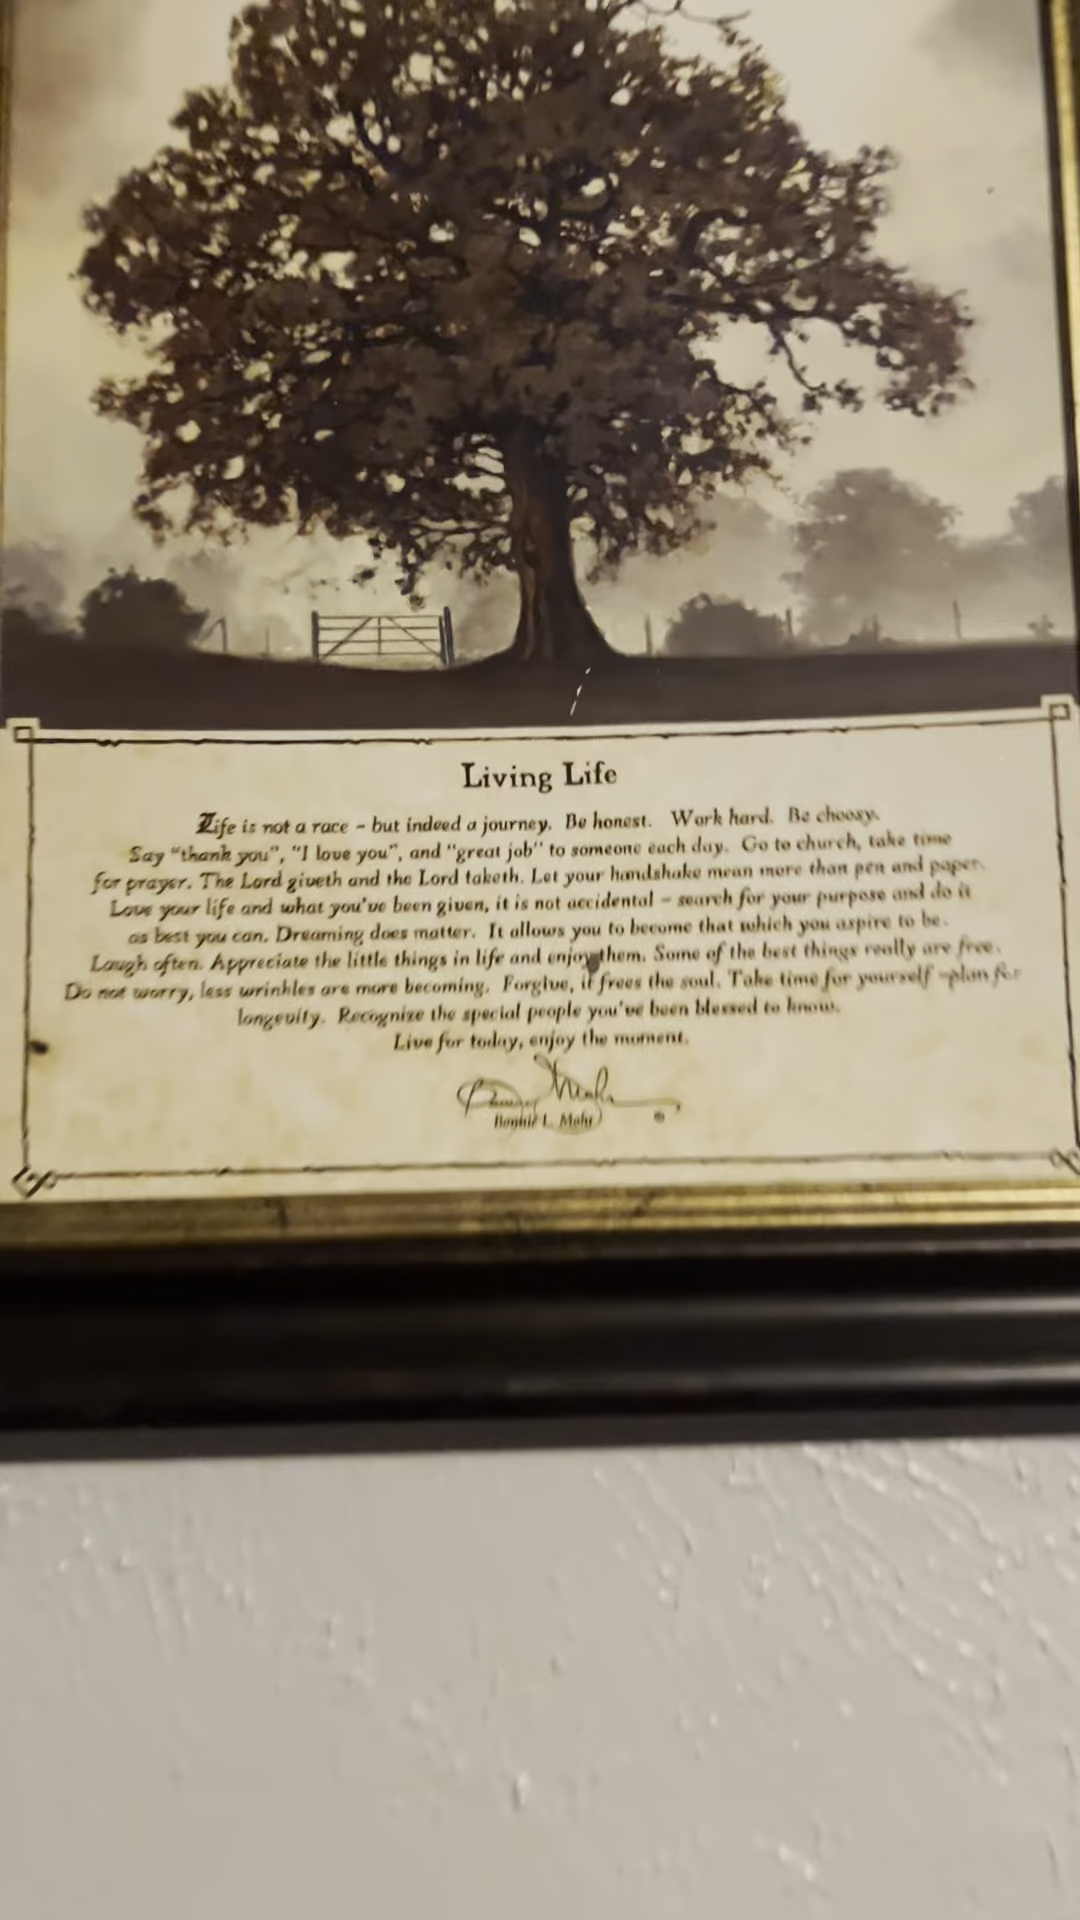 Living Life
Life is not a race – but indeed a journey. Be honest. Work hard. Be choosy.
Say "thank you", "I love you", and "great job" to someone each day. Go to church, take time
for prayer. The Lord giveth and the Lord taketh. Let your handshake mean more than pen and paper.
Love your life and what you've been given, it is not accidental – search for your purpose and do it
as best you can. Dreaming does matter. It allows you to become that which you aspire to be.
Laugh often. Appreciate the little things in life and enjoy them. Some of the best things really are free.
Do not worry, less wrinkles are more becoming. Forgive, it frees the soul. Take time for yourself –plan for
longevity. Recognize the special people you've been blessed to know.
Live for today, enjoy the moment.
Bonnie L. Mohr